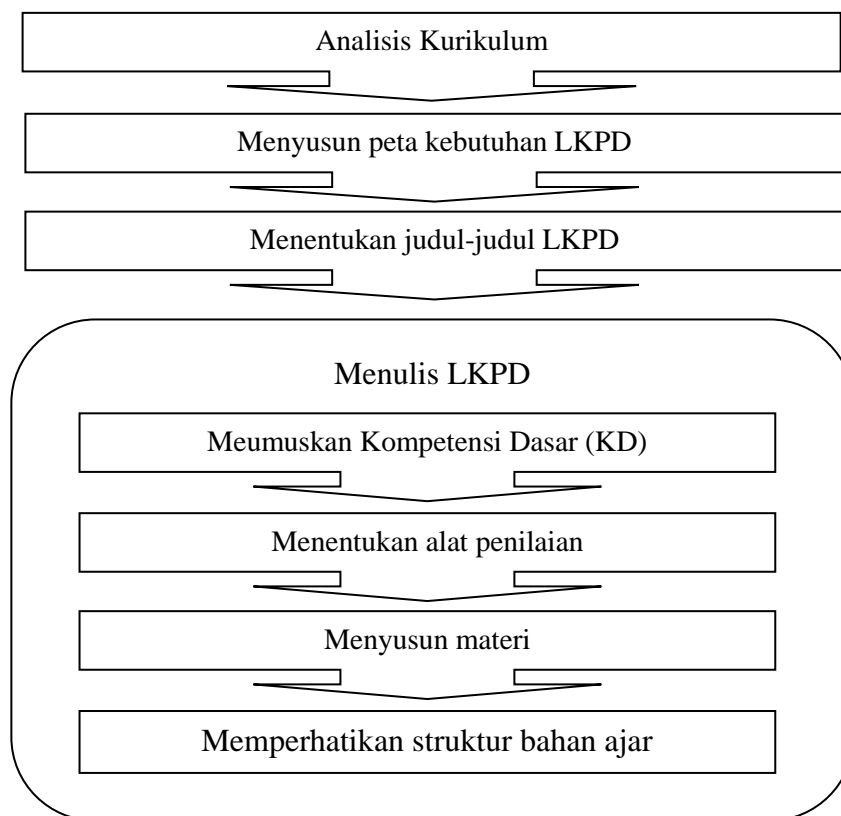 Analisis Kurikulum
Menyusun peta kebutuhan LKPD
Menentukan judul-judul LKPD
Menulis LKPD
Meumuskan Kompetensi Dasar (KD)
Menentukan alat penilaian
Menyusun materi
Memperhatikan struktur bahan ajar